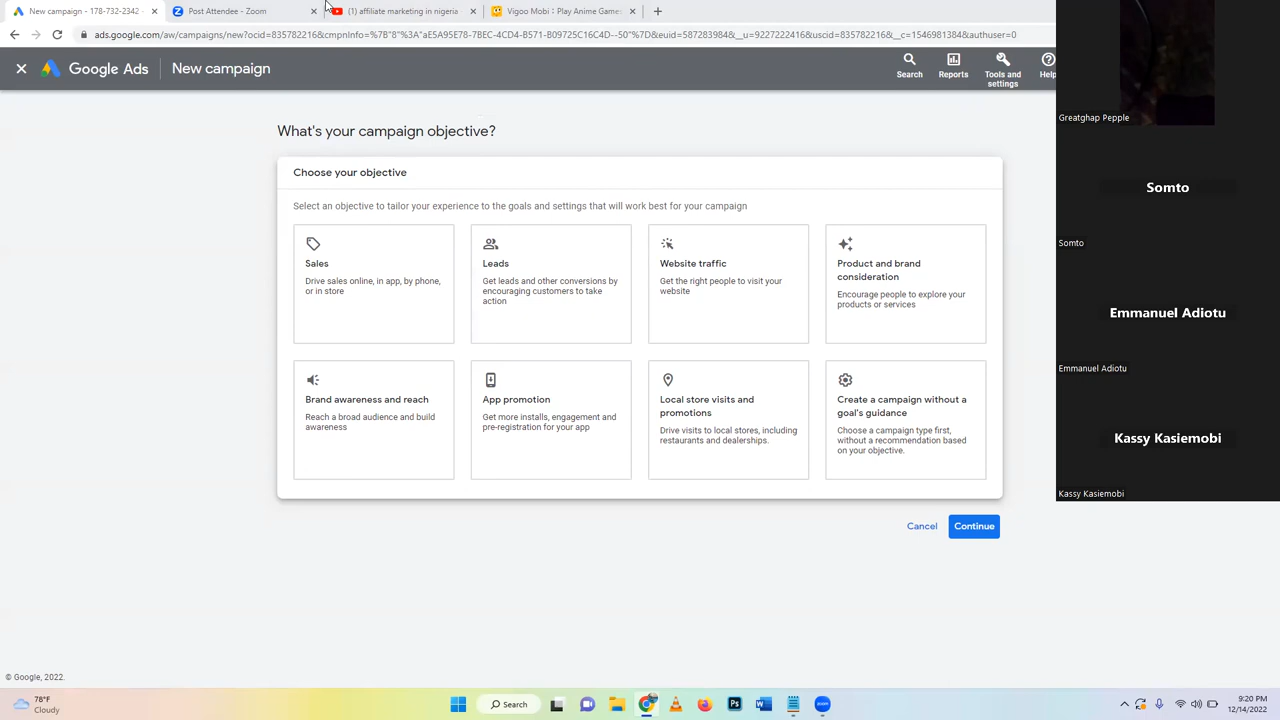 New campaign - 178-732-2342
Post Attendee - Zoom
(1) affiliate marketing in nigeria
Vigoo Mobi：Play Anime Games
ads.google.com/aw/campaigns/new?ocid=835782216&cmpnInfo=%7B"8"%3A"aE5A95E78-7BEC-4CD4-B571-B09725C16C4D--50"%7D&euid=587283984&__u=9227222416&uscid=835782216&__c=1546981384&authuser=0
Google Ads
New campaign
Search
Reports
Tools and
settings
Help
What's your campaign objective?
Choose your objective
Select an objective to tailor your experience to the goals and settings that will work best for your campaign
Sales
Drive sales online, in app, by phone,
or in store
Leads
Get leads and other conversions by
encouraging customers to take
action
Website traffic
Get the right people to visit your
website
Product and brand
consideration
Encourage people to explore your
products or services
Brand awareness and reach
Reach a broad audience and build
awareness
App promotion
Get more installs, engagement and
pre-registration for your app
Local store visits and
promotions
Drive visits to local stores, including
restaurants and dealerships.
Create a campaign without a
goal's guidance
Choose a campaign type first,
without a recommendation based
on your objective.
Cancel
Continue
Greatghap Pepple
Somto
Somto
Emmanuel Adiotu
Emmanuel Adiotu
Kassy Kasiemobi
Kassy Kasiemobi
© Google, 2022.
78°F
Cloudy
Search
9:20 PM
12/14/2022